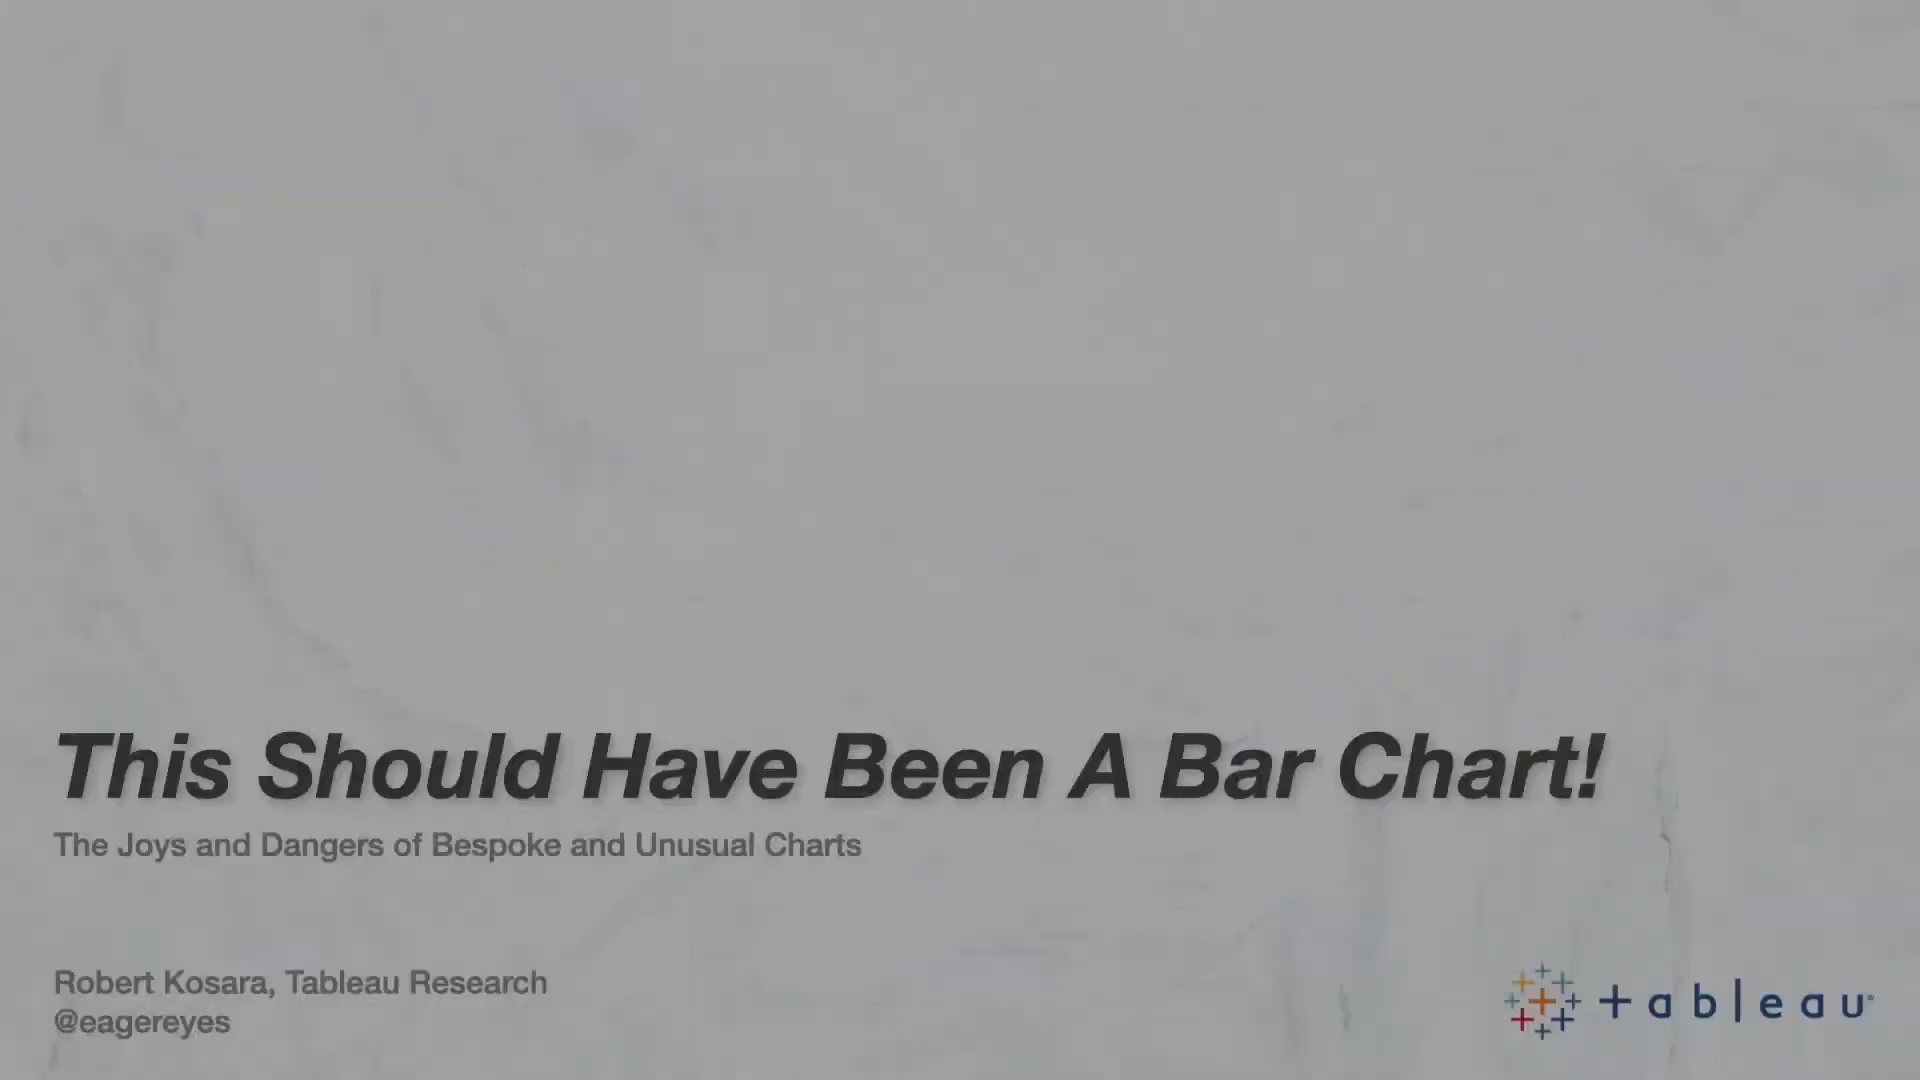 This Should Have Been A Bar Chart!
The Joys and Dangers of Bespoke and Unusual Charts
Robert Kosara, Tableau Research
@eagereyes
+ableau